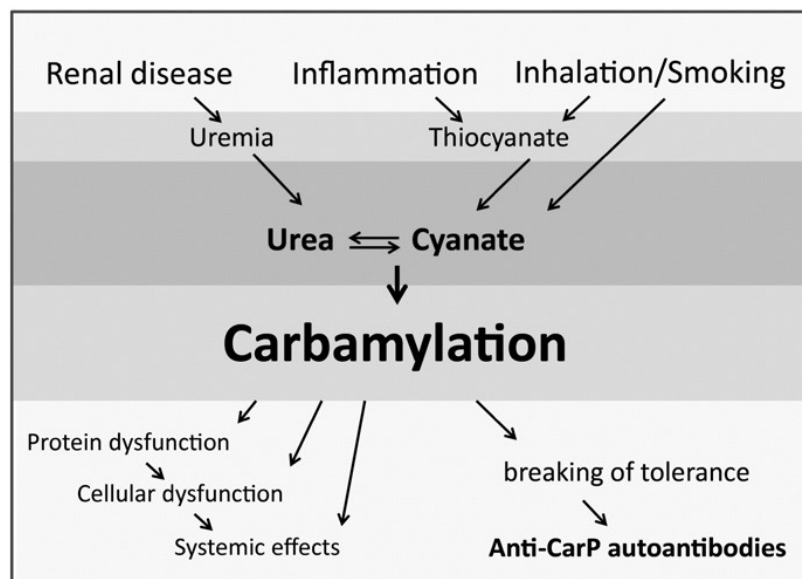 Renal disease Inflammation Inhalation/Smoking
Uremia Thiocyanate
Urea Cyanate
Carbamylation
Protein dysfunction
breaking of tolerance
Cellular dysfunction
Systemic effects Anti-CarP autoantibodies